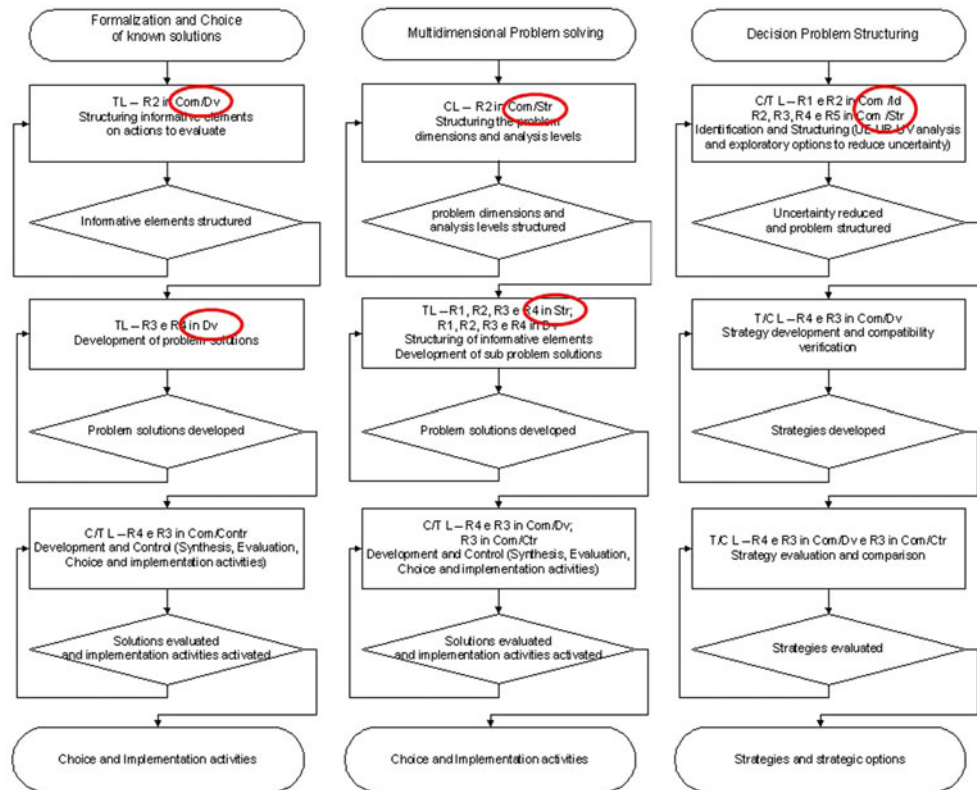 Formalization and Choice
of known solutions
TL – R2 in Com/Dv
Structuring informative elements
on actions to evaluate
Informative elements structured
TL – R3 e R4 in Dv
Development of problem solutions
Problem solutions developed
C/T L – R4 e R3 in Com/Contr
Development and Control (Synthesis, Evaluation,
Choice and implementation activities)
Solutions evaluated
and implementation activities activated
Choice and Implementation activities
Multidimensional Problem solving
CL – R2 in Com/Str
Structuring the problem
dimensions and analysis levels
problem dimensions and
analysis levels structured
TL – R1, R2, R3 e R4 in Str;
R1, R2, R3 e R4 in Dv
Structuring of informative elements
Development of sub problem solutions
Problem solutions developed
C/T L – R4 e R3 in Com/Dv;
R3 in Com/Ctr
Development and Control (Synthesis, Evaluation,
Choice and implementation activities)
Solutions evaluated
and implementation activities activated
Choice and Implementation activities
Decision Problem Structuring
C/T L – R1 e R2 in Com /Id
R2, R3, R4 e R5 in Com /Str
Identification and Structuring (UE-UR-UV analysis
and exploratory options to reduce uncertainty)
Uncertainty reduced
and problem structured
T/C L – R4 e R3 in Com/Dv
Strategy development and compatibility
verification
Strategies developed
T/C L – R4 e R3 in Com/Dv e R3 in Com/Ctr
Strategy evaluation and comparison
Strategies evaluated
Strategies and strategic options